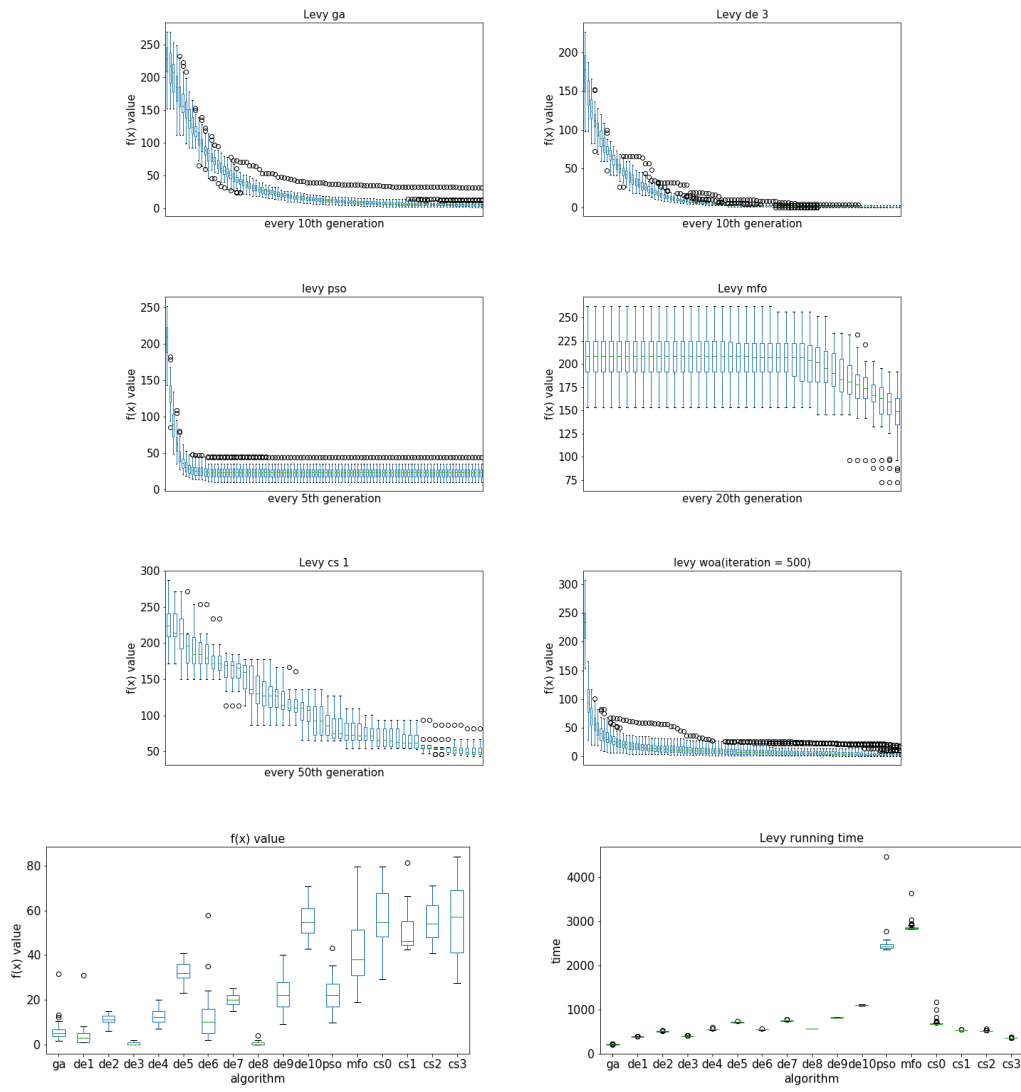 Levy ga
Levy de 3
f(x) value
250
200
150
100
50
0
every 10th generation
f(x) value
200
150
100
50
0
every 10th generation
levy pso
Levy mfo
f(x) value
250
200
150
100
50
0
every 5th generation
f(x) value
250
225
200
175
150
125
100
75
every 20th generation
Levy cs 1
levy woa(iteration = 500)
f(x) value
300
250
200
150
100
50
every 50th generation
f(x) value
300
250
200
150
100
50
0
f(x) value
Levy running time
f(x) value
80
60
40
20
0
ga de1 de2 de3 de4 de5 de6 de7 de8 de9 de10 pso mfo cs0 cs1 cs2 cs3
algorithm
time
4000
3000
2000
1000
0
ga de1 de2 de3 de4 de5 de6 de7 de8 de9 de10 pso mfo cs0 cs1 cs2 cs3
algorithm